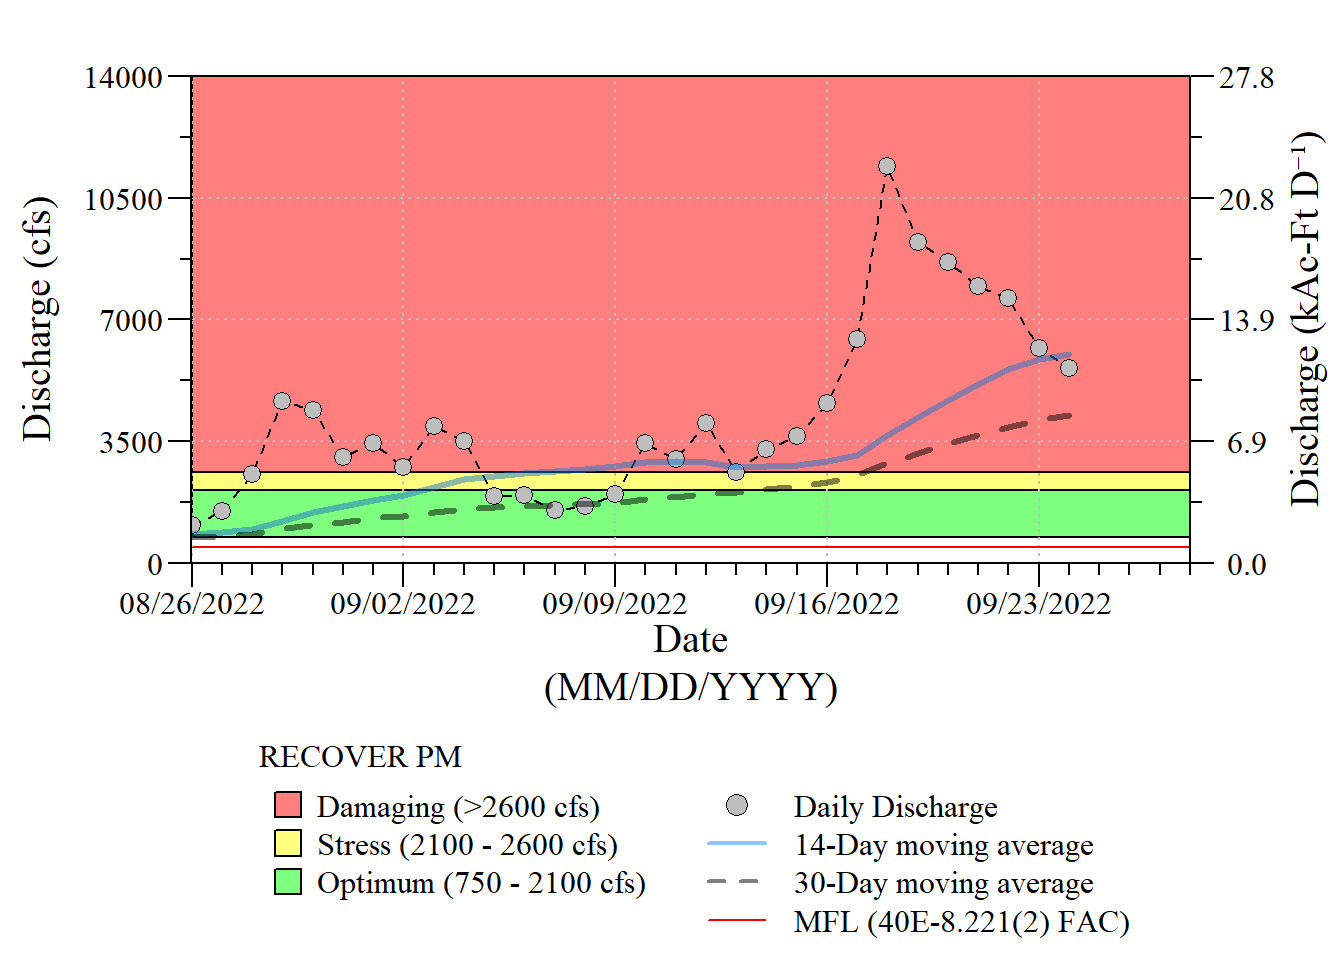 14000
10500
7000
3500
0
Discharge (cfs)
27.8
20.8
13.9
6.9
0.0
Discharge (kAc-Ft D⁻¹)
08/26/2022 09/02/2022 09/09/2022 09/16/2022 09/23/2022
Date
(MM/DD/YYYY)
RECOVER PM
Damaging (>2600 cfs)
Stress (2100 - 2600 cfs)
Optimum (750 - 2100 cfs)
Daily Discharge
14-Day moving average
30-Day moving average
MFL (40E-8.221(2) FAC)